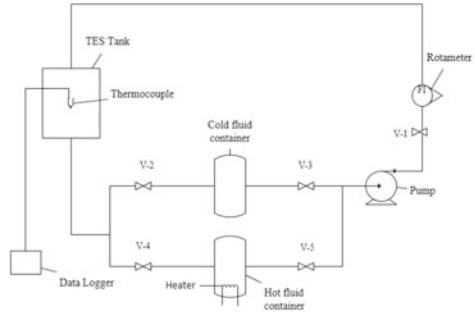 TES Tank
Thermocouple
Rotameter
FI
V-1
Cold fluid
container
V-2
V-3
Pump
V-4
V-5
Data Logger
Heater
Hot fluid
container